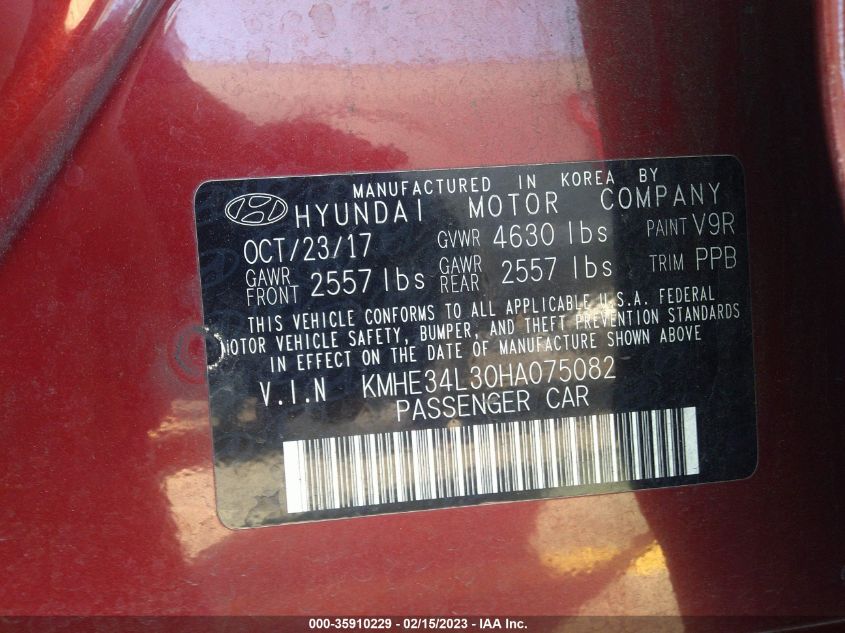 MANUFACTURED IN KOREA BY
HYUNDAI MOTOR COMPANY
OCT/23/17 GVWR 4630 lbs PAINT V9R
GAWR FRONT 2557 lbs GAWR REAR 2557 lbs TRIM PPB
THIS VEHICLE CONFORMS TO ALL APPLICABLE U.S.A. FEDERAL
MOTOR VEHICLE SAFETY, BUMPER, AND THEFT PREVENTION STANDARDS
IN EFFECT ON THE DATE OF MANUFACTURE SHOWN ABOVE
V.I.N KMHE34L30HA075082
PASSENGER CAR
000-35910229 - 02/15/2023 - IAA Inc.